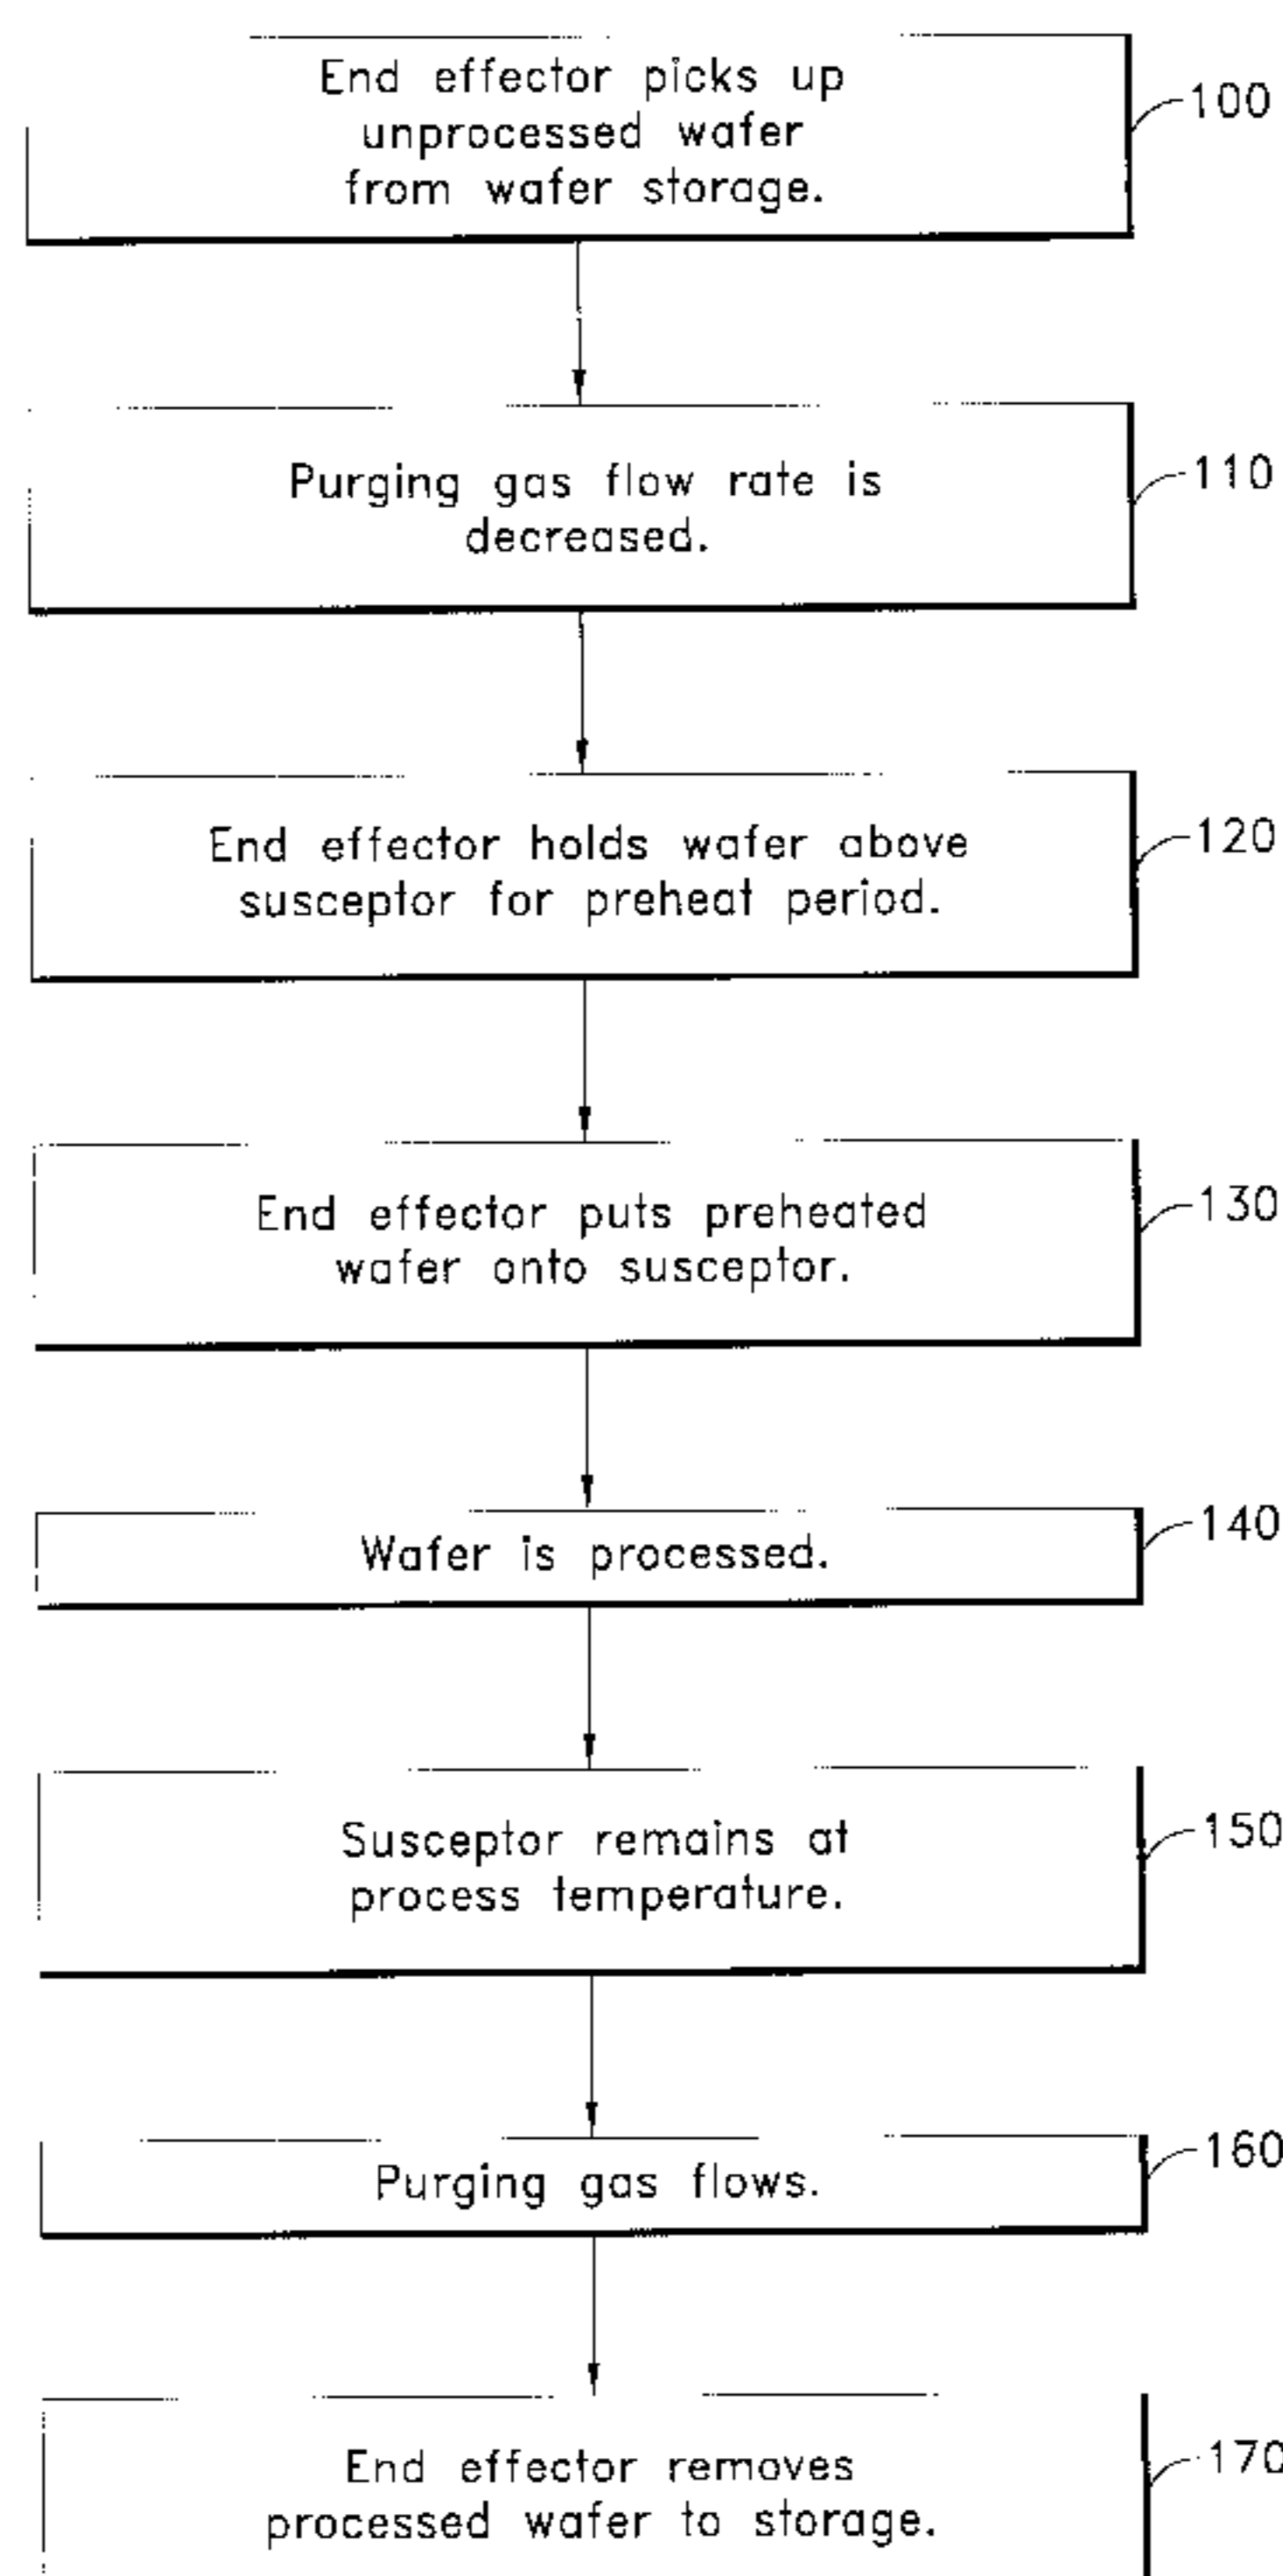 End effector picks up
unprocessed wafer
from wafer storage.
100
Purging gas flow rate is
decreased.
110
End effector holds wafer above
susceptor for preheat period.
120
End effector puts preheated
wafer onto susceptor.
130
Wafer is processed.
140
Susceptor remains at
process temperature.
150
Purging gas flows.
160
End effector removes
processed wafer to storage.
170